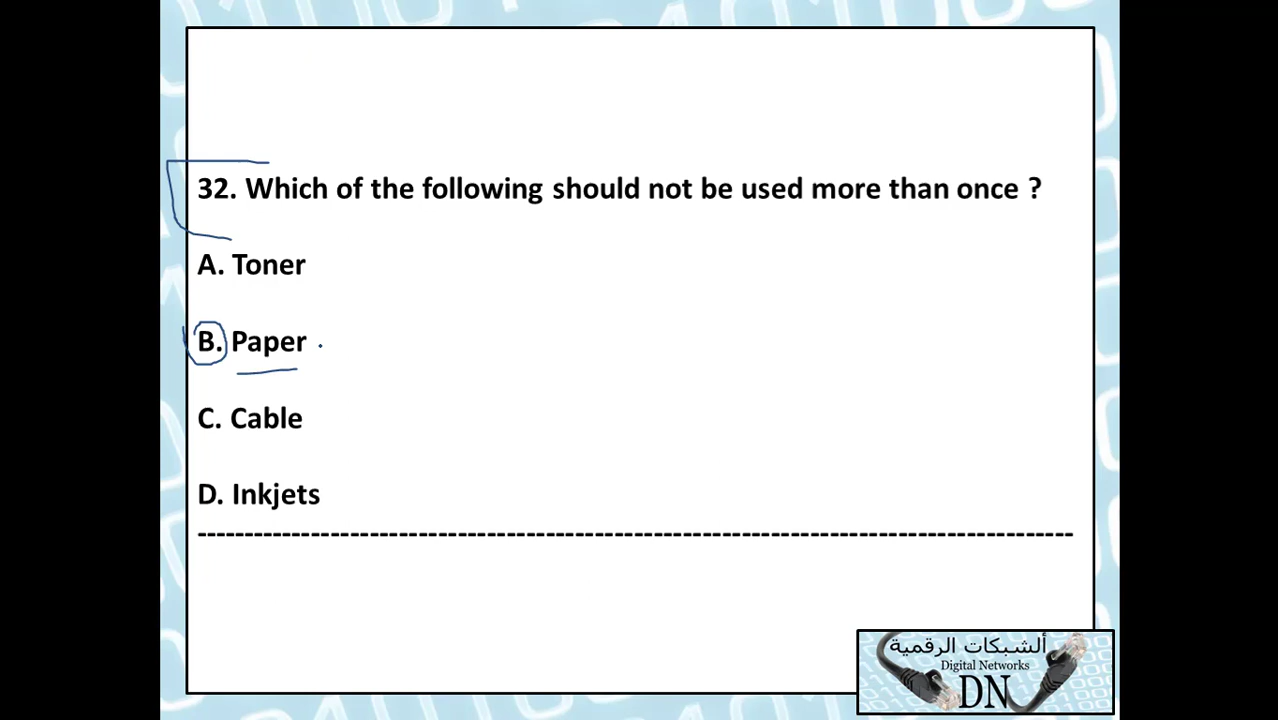 32. Which of the following should not be used more than once ?
A. Toner
B. Paper
C. Cable
D. Inkjets
ألشبكات الرقمية
Digital Networks
DN